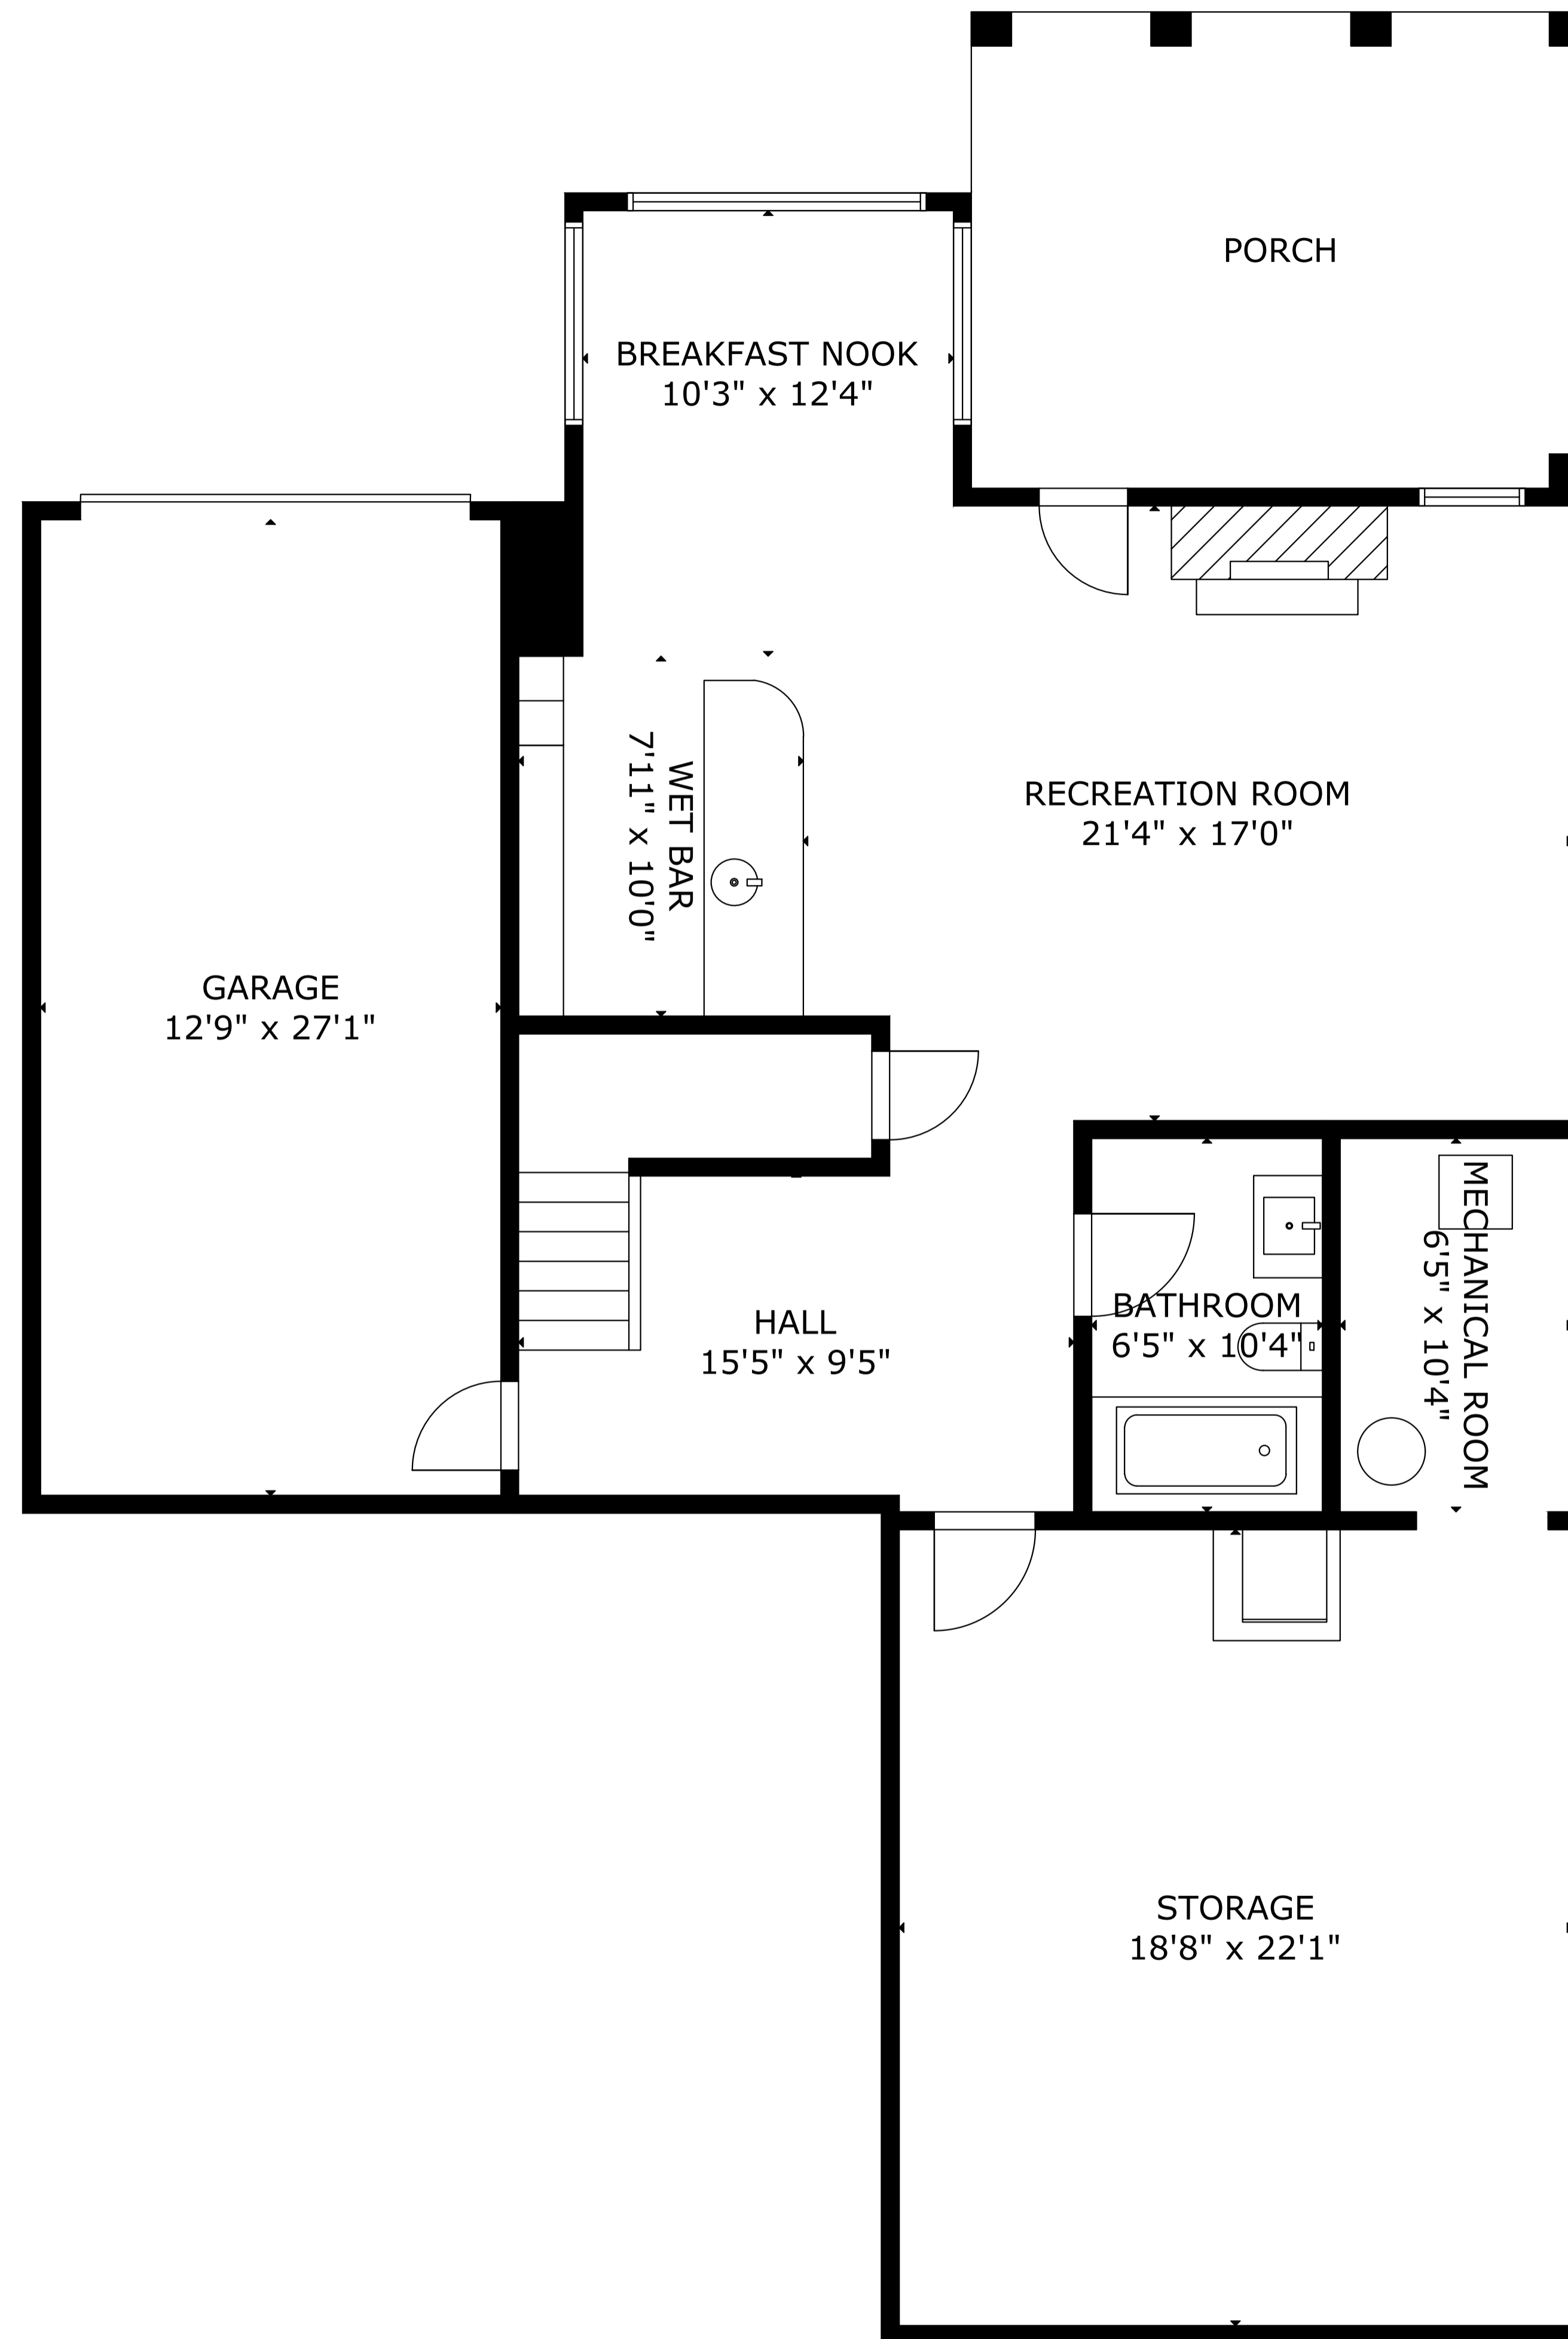 PORCH
BREAKFAST NOOK
10'3" x 12'4"
RECREATION ROOM
21'4" x 17'0"
WET BAR
7'11" x 10'0"
GARAGE
12'9" x 27'1"
HALL
15'5" x 9'5"
BATHROOM
6'5" x 10'4"
MECHANICAL ROOM
6'5" x 10'4"
STORAGE
18'8" x 22'1"